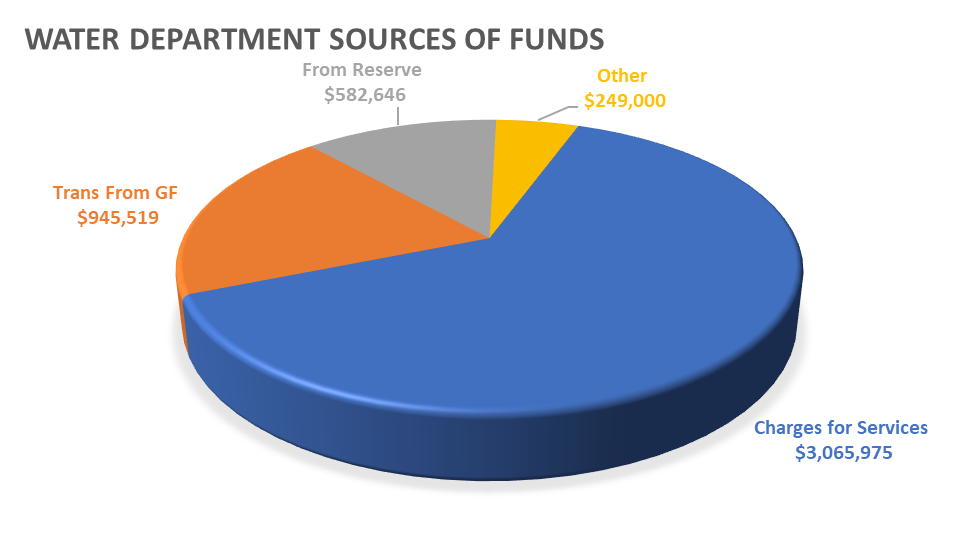 WATER DEPARTMENT SOURCES OF FUNDS
From Reserve
$582,646
Other
$249,000
Trans From GF
$945,519
Charges for Services
$3,065,975